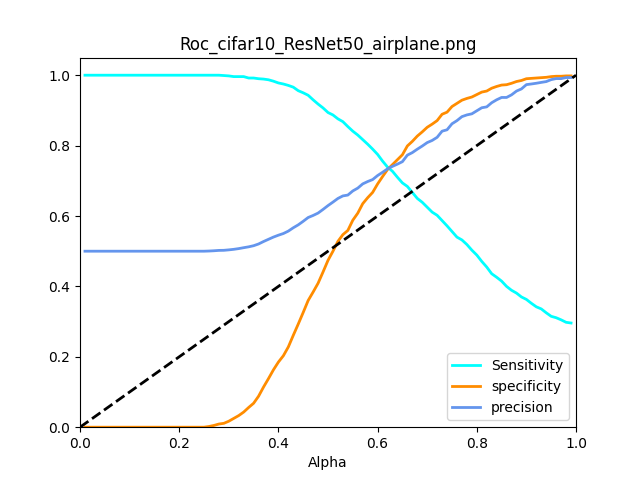 Roc_cifar10_ResNet50_airplane.png
1.0
0.8
0.6
0.4
0.2
0.0
Sensitivity
specificity
precision
0.0 0.2 0.4 0.6 0.8 1.0
Alpha